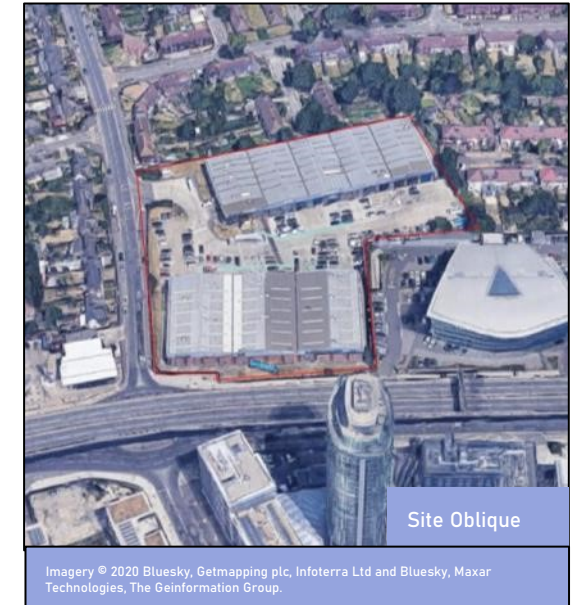 Site Oblique
Imagery © 2020 Bluesky, Getmapping plc, Infoterra Ltd and Bluesky, Maxar
Technologies, The Geinformation Group.